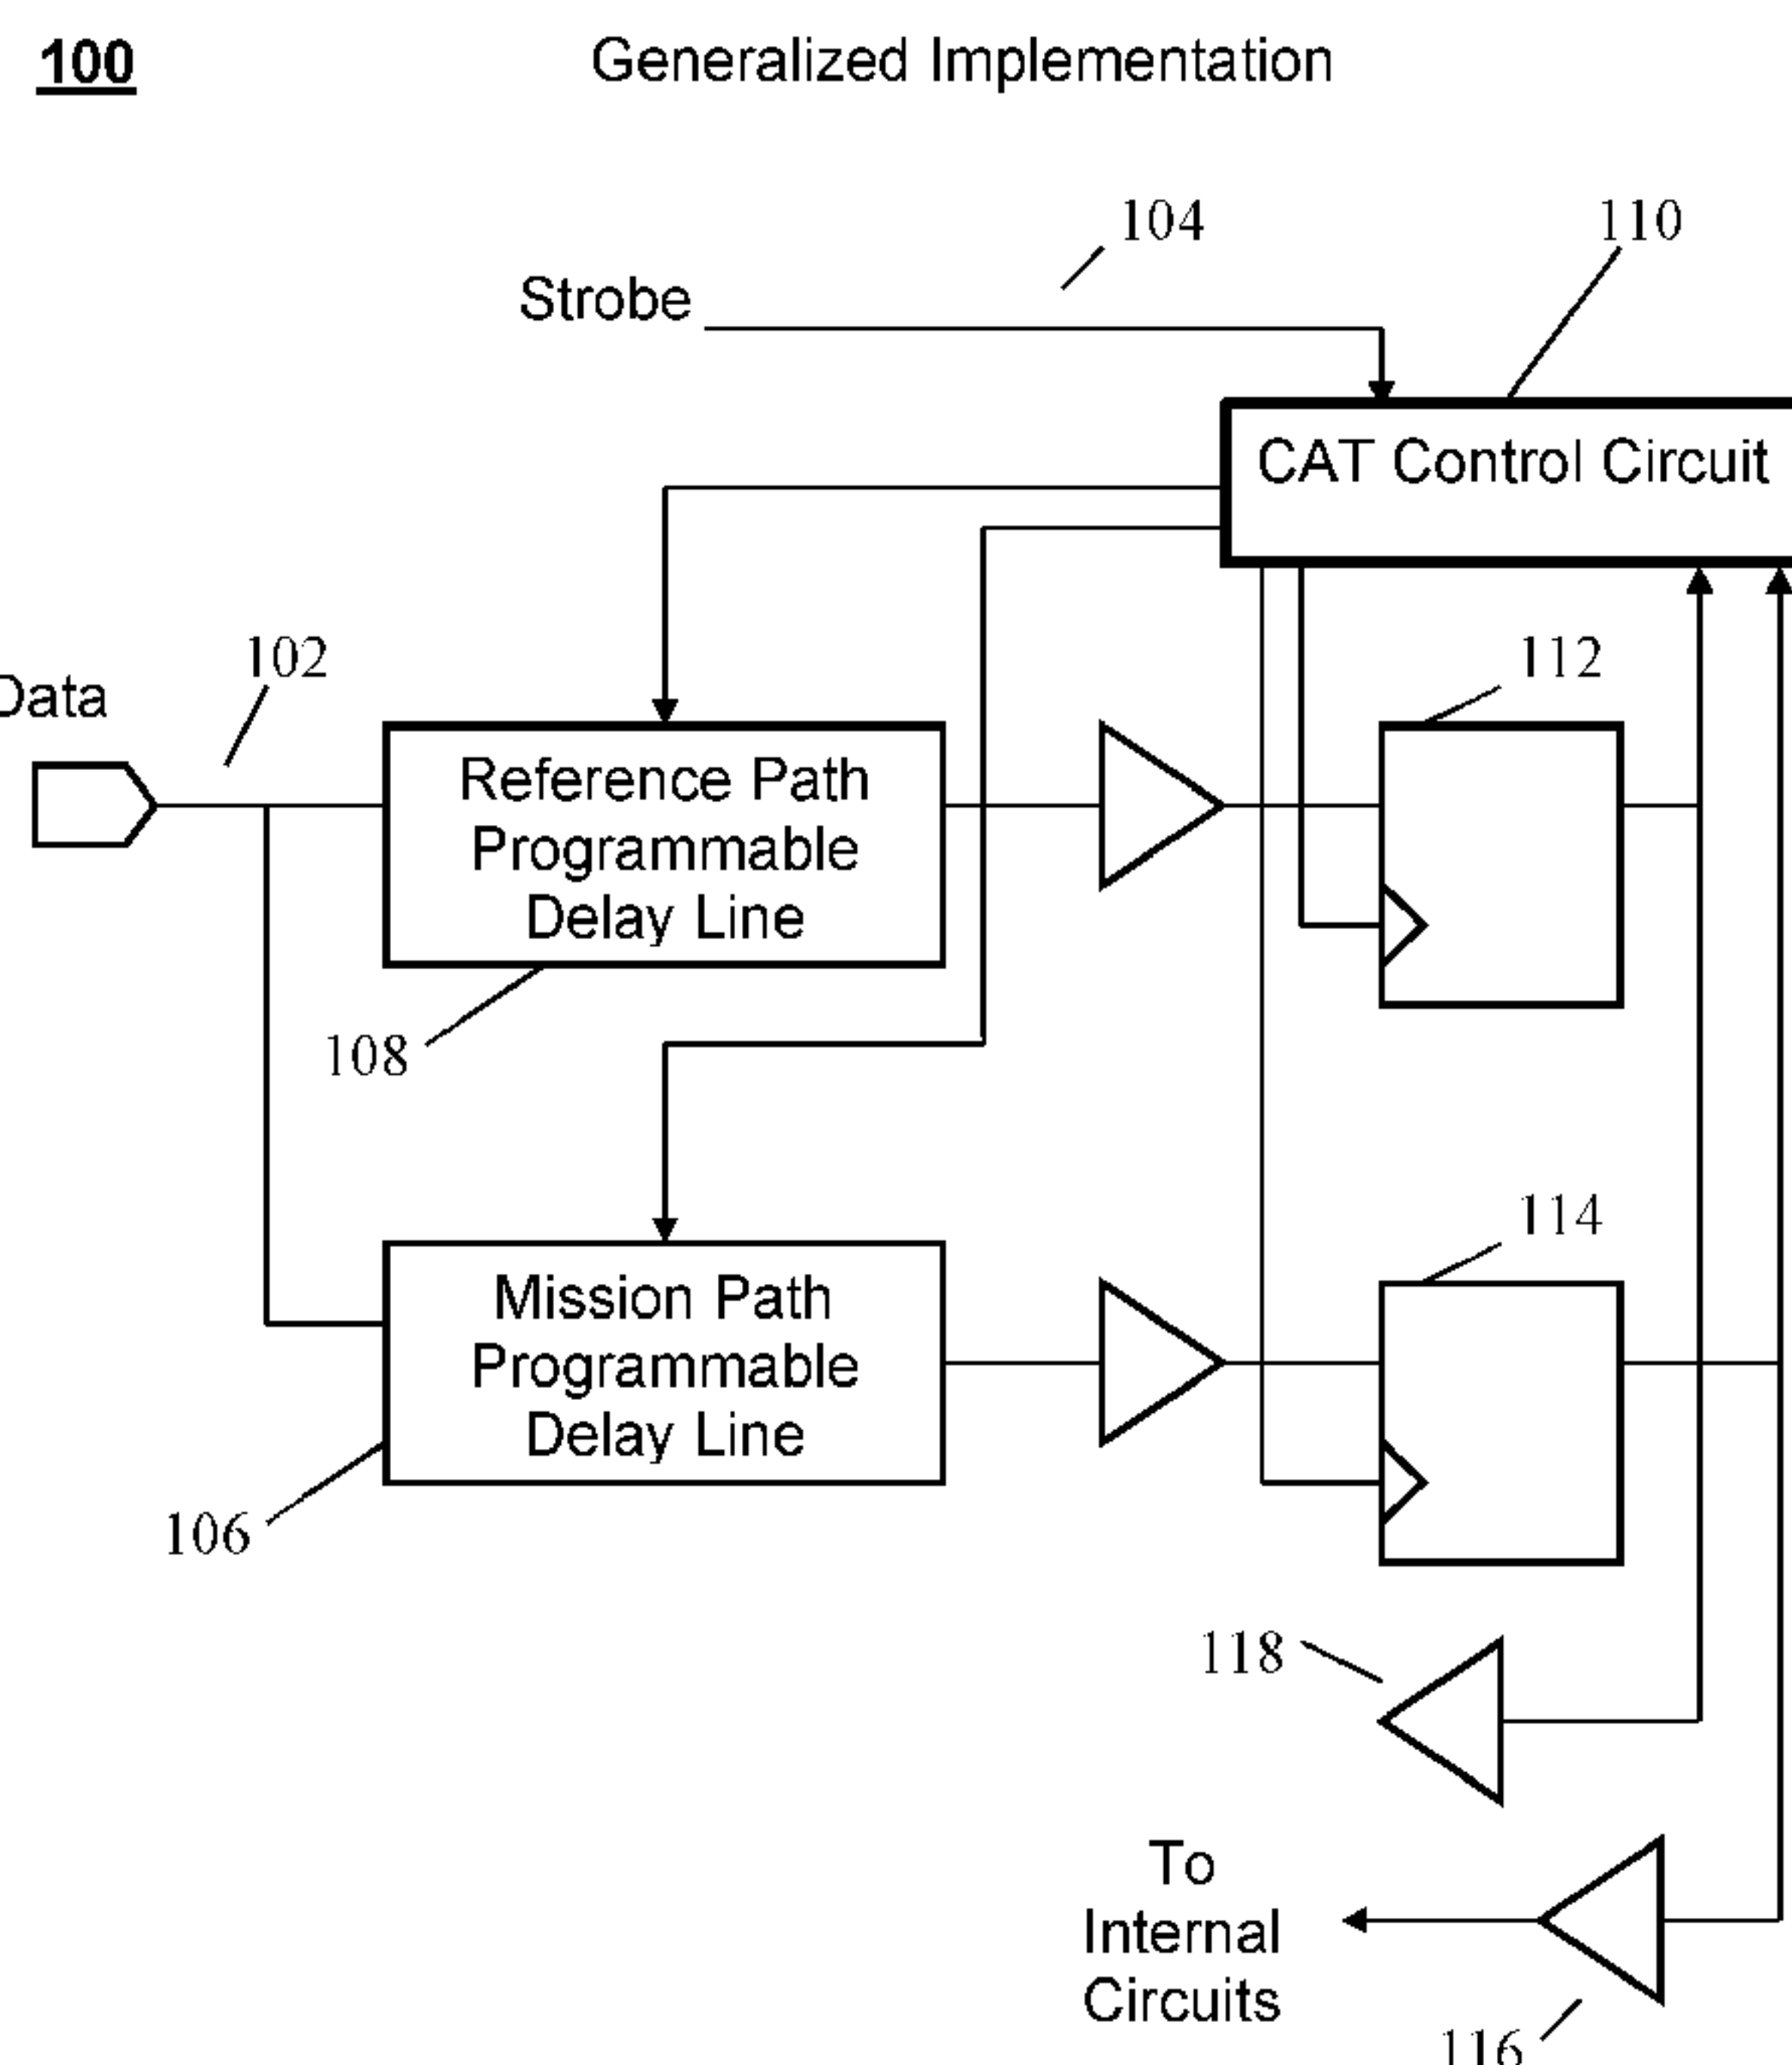 100
Generalized Implementation
104
110
Strobe
CAT Control Circuit
102
112
Data
Reference Path
Programmable
Delay Line
108
114
Mission Path
Programmable
Delay Line
106
118
To
Internal
Circuits
116